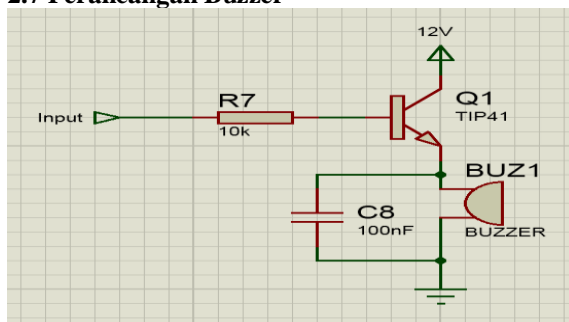 2.7 Perancangan Buzzer
12V
R7
10k
Input
Q1
TIP41
BUZ1
BUZZER
C8
100nF